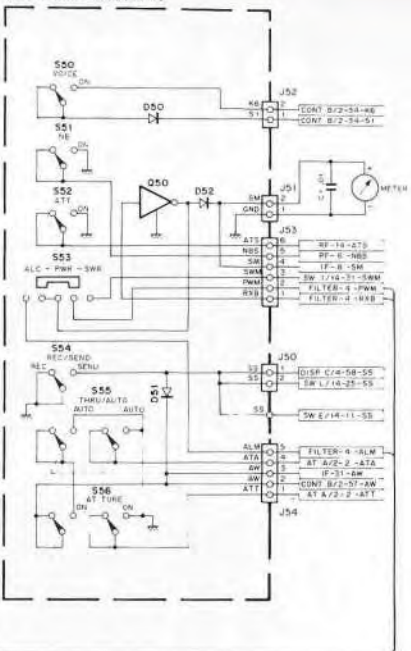 S50
VOICE
ON
D50
S51
NB
ON
S52
ATT
ON
Q50
D52
S53
ALC - PWR - SWR
S54
REC/SEND
REC
SEND
S55
THRU/AUTO
AUTO
AUTO
D51
S56
AT TUNE
ON
ON
J52
K6 2 CONT B/2-54-K6
S1 1 CONT B/2-54-S1
J51
SM 2
GND 1
+
METER
-
J53
ATS 6 RF-14-ATS
NBS 5
SM 4 IF-8-SM
SWM 3 SW I/14-31-SWM
PWM 2 FILTER-4-PWM
RXB 1 FILTER-4-RXB
J50
SS 1 DISP C/4-58-SS
SS 2 SW L/14-25-SS
SS SW E/14-11-SS
ALM 5 FILTER-4-ALM
ATA 4 AT A/2-2-ATA
AW 3 IF-31-AW
AW 2 CONT B/2-57-AW
ATT 1 AT A/2-2-ATT
J54